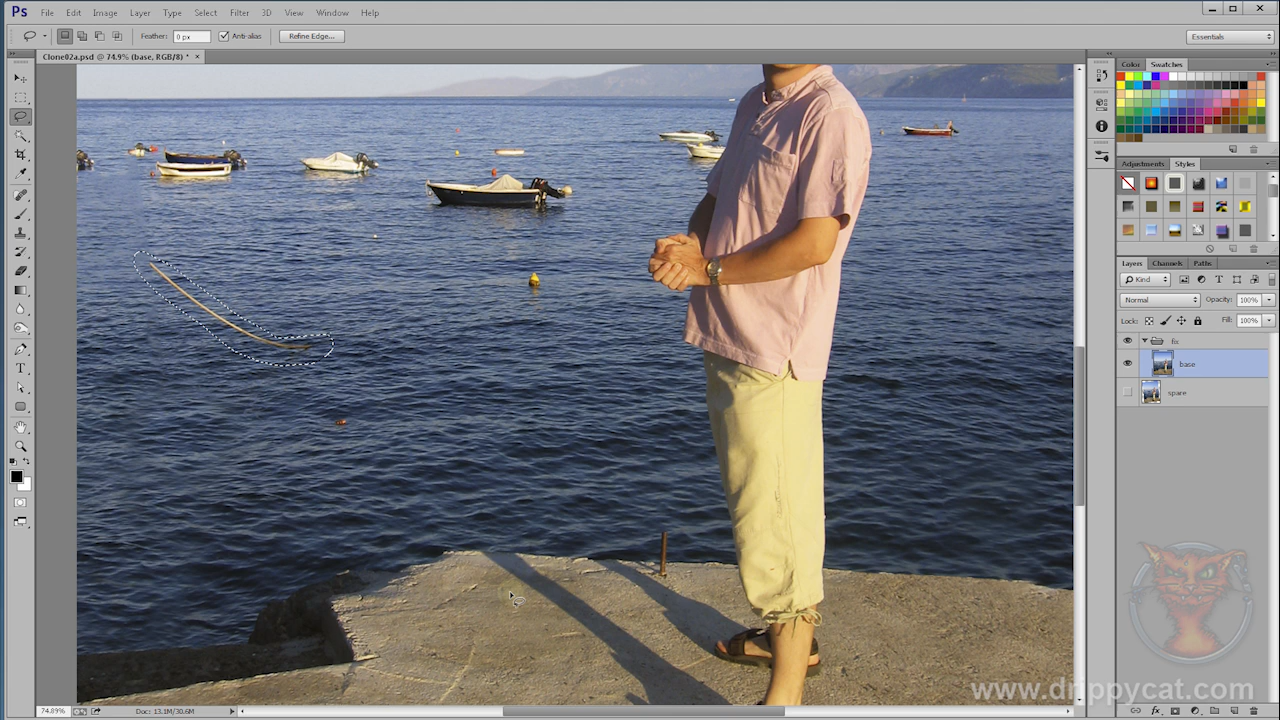 Ps File Edit Image Layer Type Select Filter 3D View Window Help
Feather: 0 px Anti-alias Refine Edge... Essentials
Clone02a.psd @ 74.9% (base, RGB/8) * ×
Color Swatches
Adjustments Styles
Layers Channels Paths
Kind
Normal Opacity: 100%
Lock: Fill: 100%
fix
base
spare
www.drippycat.com
74.89% Doc: 13.1M/30.6M